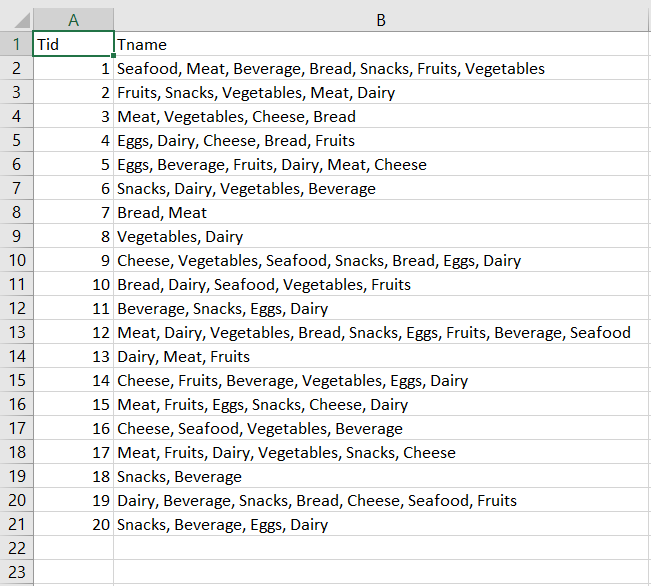 A B
1 Tid Tname
2 1 Seafood, Meat, Beverage, Bread, Snacks, Fruits, Vegetables
3 2 Fruits, Snacks, Vegetables, Meat, Dairy
4 3 Meat, Vegetables, Cheese, Bread
5 4 Eggs, Dairy, Cheese, Bread, Fruits
6 5 Eggs, Beverage, Fruits, Dairy, Meat, Cheese
7 6 Snacks, Dairy, Vegetables, Beverage
8 7 Bread, Meat
9 8 Vegetables, Dairy
10 9 Cheese, Vegetables, Seafood, Snacks, Bread, Eggs, Dairy
11 10 Bread, Dairy, Seafood, Vegetables, Fruits
12 11 Beverage, Snacks, Eggs, Dairy
13 12 Meat, Dairy, Vegetables, Bread, Snacks, Eggs, Fruits, Beverage, Seafood
14 13 Dairy, Meat, Fruits
15 14 Cheese, Fruits, Beverage, Vegetables, Eggs, Dairy
16 15 Meat, Fruits, Eggs, Snacks, Cheese, Dairy
17 16 Cheese, Seafood, Vegetables, Beverage
18 17 Meat, Fruits, Dairy, Vegetables, Snacks, Cheese
19 18 Snacks, Beverage
20 19 Dairy, Beverage, Snacks, Bread, Cheese, Seafood, Fruits
21 20 Snacks, Beverage, Eggs, Dairy
22
23